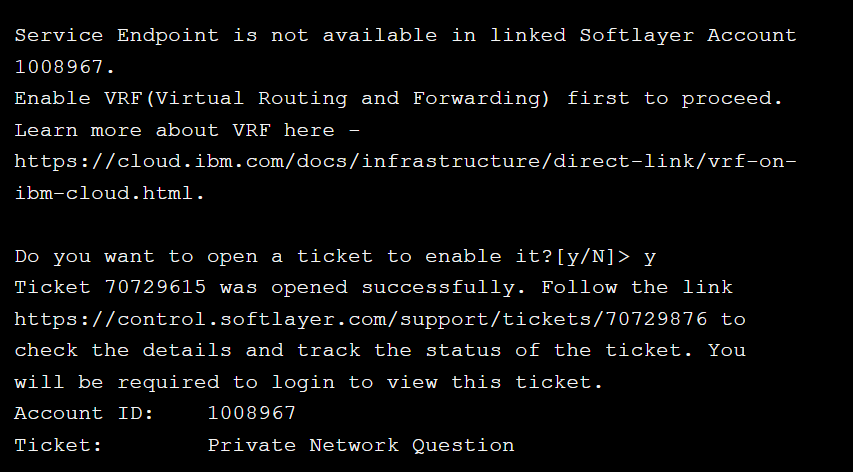 Service Endpoint is not available in linked Softlayer Account
1008967.
Enable VRF(Virtual Routing and Forwarding) first to proceed.
Learn more about VRF here -
https://cloud.ibm.com/docs/infrastructure/direct-link/vrf-on-
ibm-cloud.html.
Do you want to open a ticket to enable it?[y/N]> y
Ticket 70729615 was opened successfully. Follow the link
https://control.softlayer.com/support/tickets/70729876 to
check the details and track the status of the ticket. You
will be required to login to view this ticket.
Account ID:    1008967
Ticket:        Private Network Question